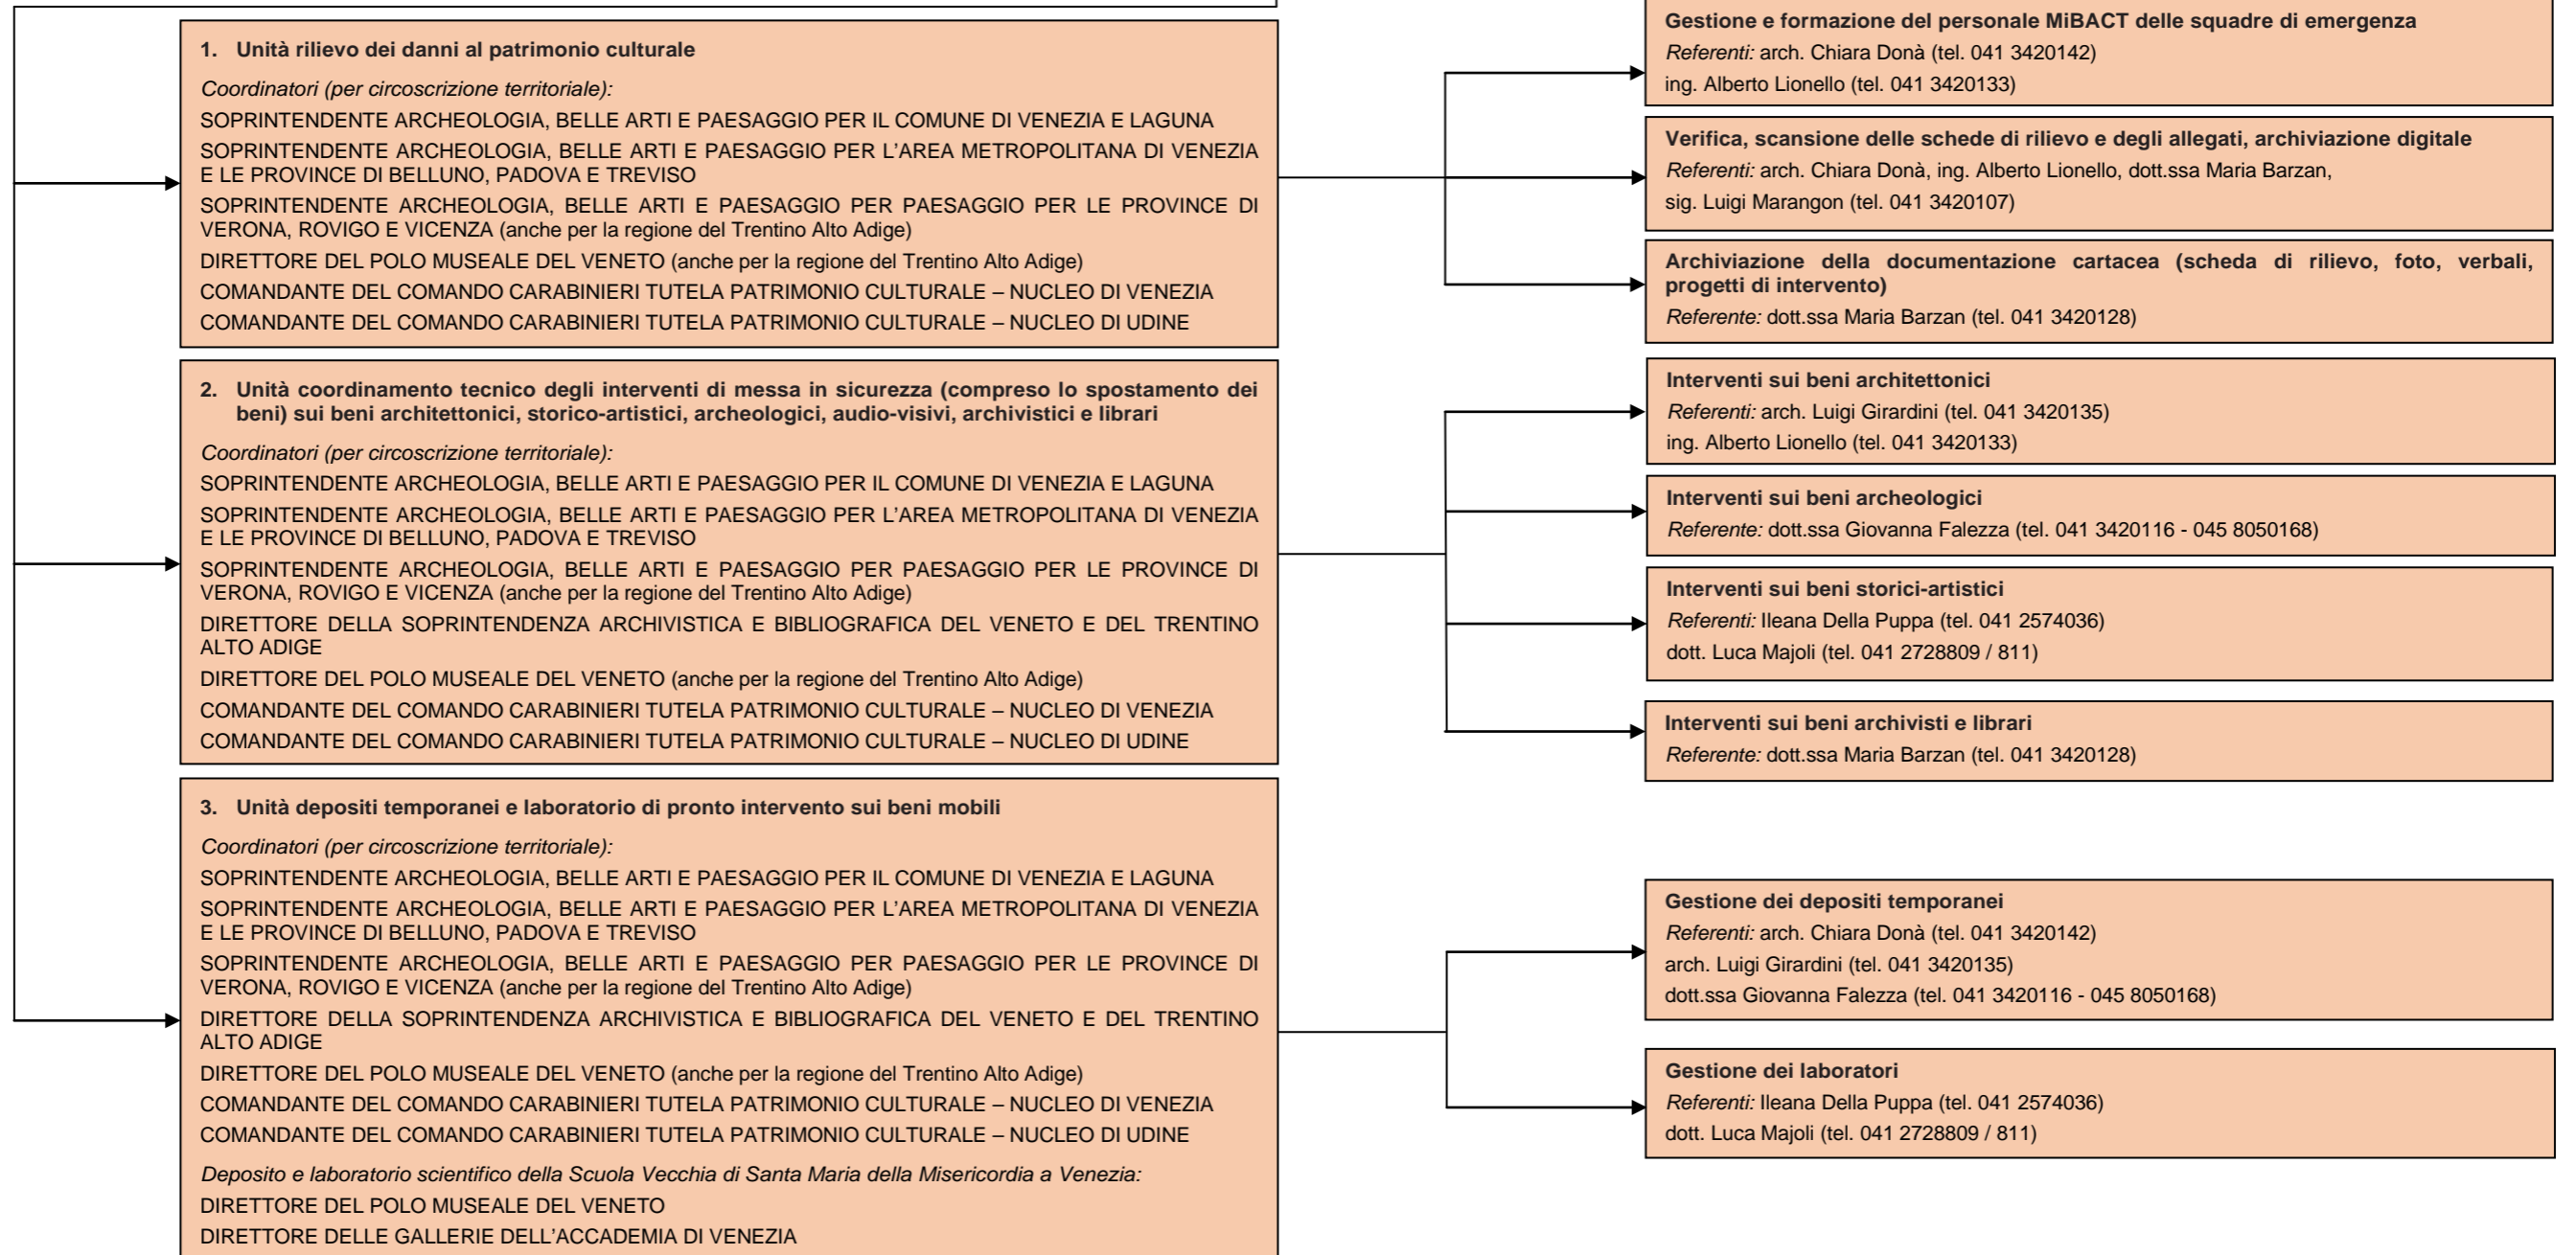 1. Unità rilievo dei danni al patrimonio culturale
Coordinatori (per circoscrizione territoriale):
SOPRINTENDENTE ARCHEOLOGIA, BELLE ARTI E PAESAGGIO PER IL COMUNE DI VENEZIA E LAGUNA
SOPRINTENDENTE ARCHEOLOGIA, BELLE ARTI E PAESAGGIO PER L'AREA METROPOLITANA DI VENEZIA
E LE PROVINCE DI BELLUNO, PADOVA E TREVISO
SOPRINTENDENTE ARCHEOLOGIA, BELLE ARTI E PAESAGGIO PER PAESAGGIO PER LE PROVINCE DI
VERONA, ROVIGO E VICENZA (anche per la regione del Trentino Alto Adige)
DIRETTORE DEL POLO MUSEALE DEL VENETO (anche per la regione del Trentino Alto Adige)
COMANDANTE DEL COMANDO CARABINIERI TUTELA PATRIMONIO CULTURALE – NUCLEO DI VENEZIA
COMANDANTE DEL COMANDO CARABINIERI TUTELA PATRIMONIO CULTURALE – NUCLEO DI UDINE
Gestione e formazione del personale MiBACT delle squadre di emergenza
Referenti: arch. Chiara Donà (tel. 041 3420142)
ing. Alberto Lionello (tel. 041 3420133)
Verifica, scansione delle schede di rilievo e degli allegati, archiviazione digitale
Referenti: arch. Chiara Donà, ing. Alberto Lionello, dott.ssa Maria Barzan,
sig. Luigi Marangon (tel. 041 3420107)
Archiviazione della documentazione cartacea (scheda di rilievo, foto, verbali,
progetti di intervento)
Referente: dott.ssa Maria Barzan (tel. 041 3420128)
2. Unità coordinamento tecnico degli interventi di messa in sicurezza (compreso lo spostamento dei
beni) sui beni architettonici, storico-artistici, archeologici, audio-visivi, archivistici e librari
Coordinatori (per circoscrizione territoriale):
SOPRINTENDENTE ARCHEOLOGIA, BELLE ARTI E PAESAGGIO PER IL COMUNE DI VENEZIA E LAGUNA
SOPRINTENDENTE ARCHEOLOGIA, BELLE ARTI E PAESAGGIO PER L'AREA METROPOLITANA DI VENEZIA
E LE PROVINCE DI BELLUNO, PADOVA E TREVISO
SOPRINTENDENTE ARCHEOLOGIA, BELLE ARTI E PAESAGGIO PER PAESAGGIO PER LE PROVINCE DI
VERONA, ROVIGO E VICENZA (anche per la regione del Trentino Alto Adige)
DIRETTORE DELLA SOPRINTENDENZA ARCHIVISTICA E BIBLIOGRAFICA DEL VENETO E DEL TRENTINO
ALTO ADIGE
DIRETTORE DEL POLO MUSEALE DEL VENETO (anche per la regione del Trentino Alto Adige)
COMANDANTE DEL COMANDO CARABINIERI TUTELA PATRIMONIO CULTURALE – NUCLEO DI VENEZIA
COMANDANTE DEL COMANDO CARABINIERI TUTELA PATRIMONIO CULTURALE – NUCLEO DI UDINE
Interventi sui beni architettonici
Referenti: arch. Luigi Girardini (tel. 041 3420135)
ing. Alberto Lionello (tel. 041 3420133)
Interventi sui beni archeologici
Referente: dott.ssa Giovanna Falezza (tel. 041 3420116 - 045 8050168)
Interventi sui beni storici-artistici
Referenti: Ileana Della Puppa (tel. 041 2574036)
dott. Luca Majoli (tel. 041 2728809 / 811)
Interventi sui beni archivisti e librari
Referente: dott.ssa Maria Barzan (tel. 041 3420128)
3. Unità depositi temporanei e laboratorio di pronto intervento sui beni mobili
Coordinatori (per circoscrizione territoriale):
SOPRINTENDENTE ARCHEOLOGIA, BELLE ARTI E PAESAGGIO PER IL COMUNE DI VENEZIA E LAGUNA
SOPRINTENDENTE ARCHEOLOGIA, BELLE ARTI E PAESAGGIO PER L'AREA METROPOLITANA DI VENEZIA
E LE PROVINCE DI BELLUNO, PADOVA E TREVISO
SOPRINTENDENTE ARCHEOLOGIA, BELLE ARTI E PAESAGGIO PER PAESAGGIO PER LE PROVINCE DI
VERONA, ROVIGO E VICENZA (anche per la regione del Trentino Alto Adige)
DIRETTORE DELLA SOPRINTENDENZA ARCHIVISTICA E BIBLIOGRAFICA DEL VENETO E DEL TRENTINO
ALTO ADIGE
DIRETTORE DEL POLO MUSEALE DEL VENETO (anche per la regione del Trentino Alto Adige)
COMANDANTE DEL COMANDO CARABINIERI TUTELA PATRIMONIO CULTURALE – NUCLEO DI VENEZIA
COMANDANTE DEL COMANDO CARABINIERI TUTELA PATRIMONIO CULTURALE – NUCLEO DI UDINE
Deposito e laboratorio scientifico della Scuola Vecchia di Santa Maria della Misericordia a Venezia:
DIRETTORE DEL POLO MUSEALE DEL VENETO
DIRETTORE DELLE GALLERIE DELL'ACCADEMIA DI VENEZIA
Gestione dei depositi temporanei
Referenti: arch. Chiara Donà (tel. 041 3420142)
arch. Luigi Girardini (tel. 041 3420135)
dott.ssa Giovanna Falezza (tel. 041 3420116 - 045 8050168)
Gestione dei laboratori
Referenti: Ileana Della Puppa (tel. 041 2574036)
dott. Luca Majoli (tel. 041 2728809 / 811)